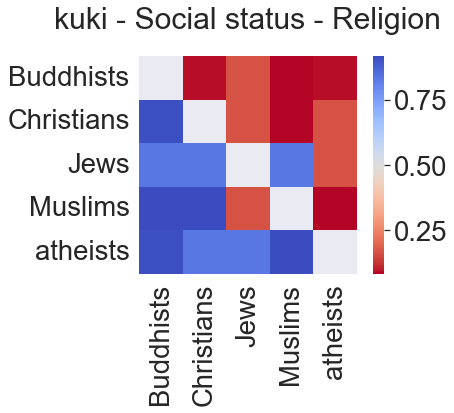 kuki - Social status - Religion
Buddhists
Christians
Jews
Muslims
atheists
0.75
0.50
0.25
Buddhists
Christians
Jews
Muslims
atheists